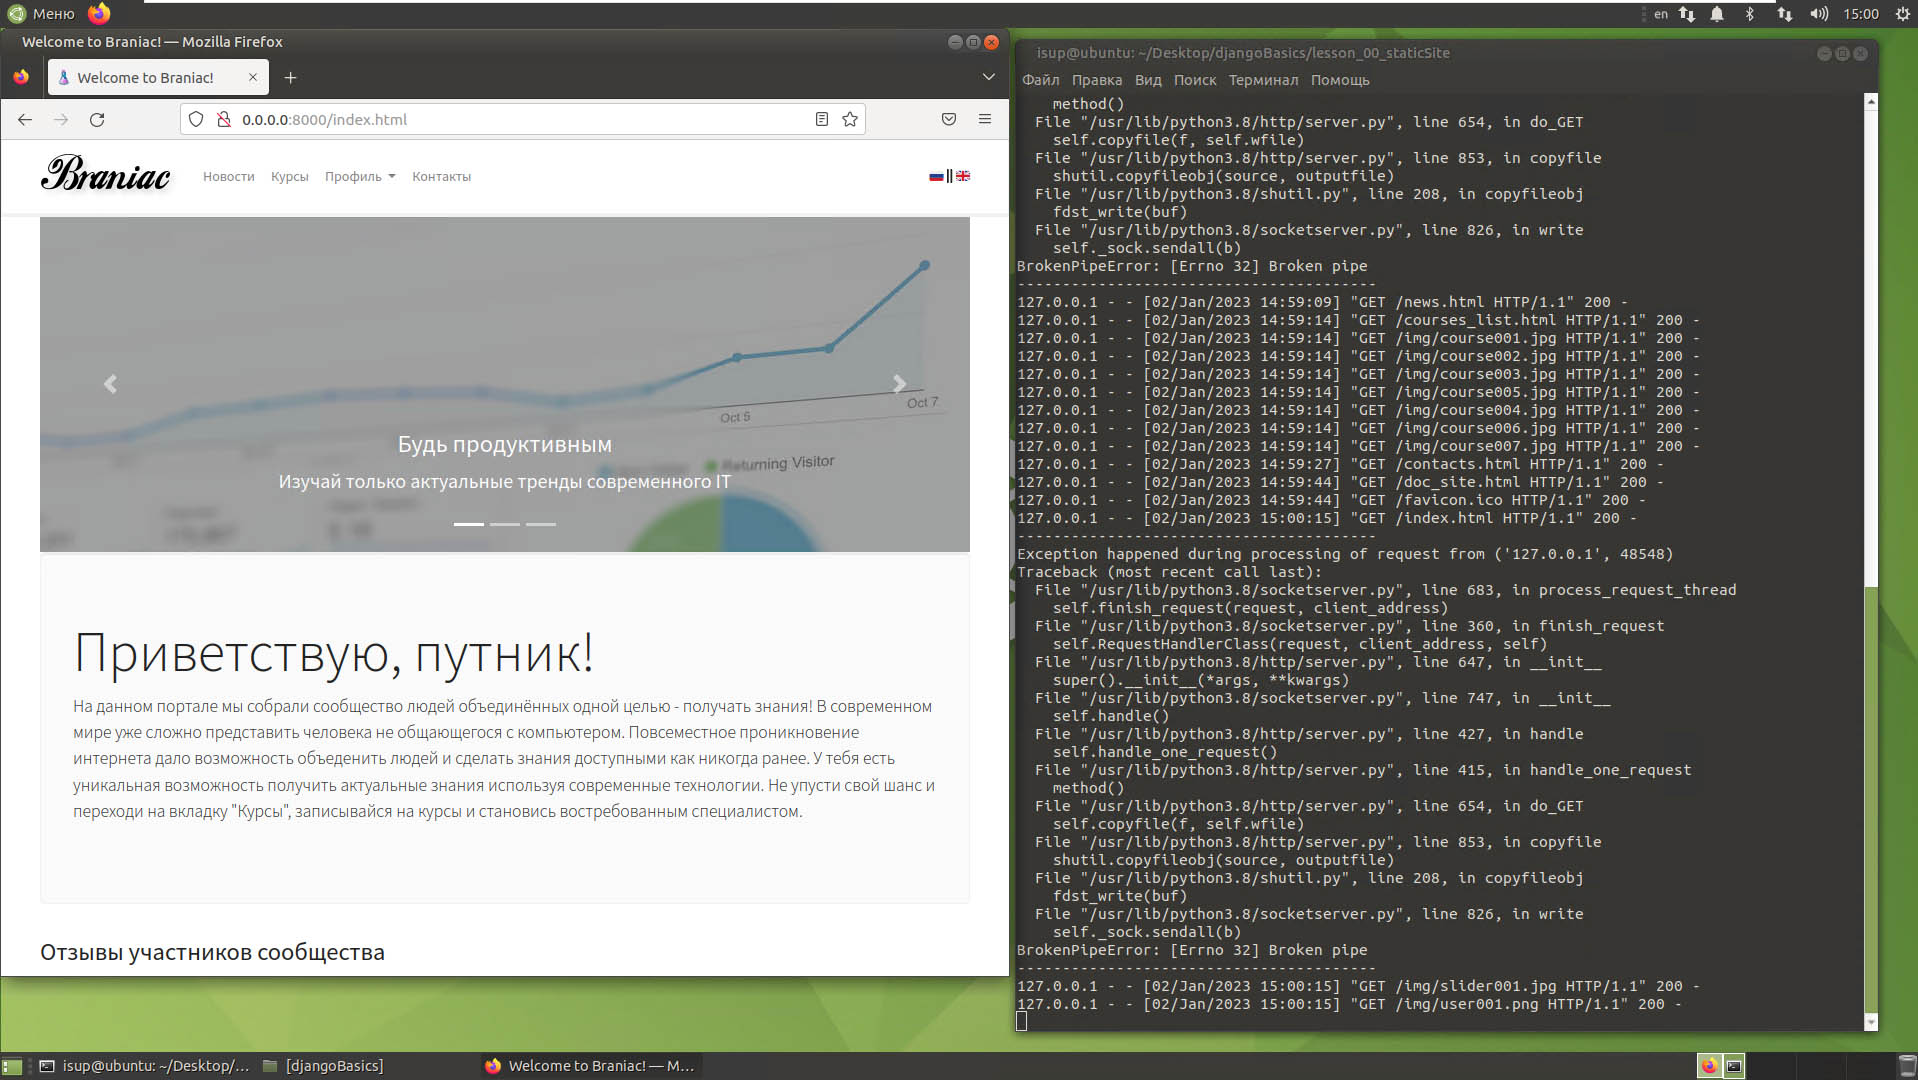 Меню
en
15:00
Welcome to Braniac! — Mozilla Firefox
Welcome to Braniac!
0.0.0.0:8000/index.html
Braniac
Новости
Курсы
Профиль
Контакты
Oct 5
Oct 7
Returning Visitor
Будь продуктивным
Изучай только актуальные тренды современного IT
Приветствую, путник!
На данном портале мы собрали сообщество людей объединённых одной целью - получать знания! В современном
мире уже сложно представить человека не общающегося с компьютером. Повсеместное проникновение
интернета дало возможность объеденить людей и сделать знания доступными как никогда ранее. У тебя есть
уникальная возможность получить актуальные знания используя современные технологии. Не упусти свой шанс и
переходи на вкладку "Курсы", записывайся на курсы и становись востребованным специалистом.
Отзывы участников сообщества
isup@ubuntu: ~/Desktop/djangoBasics/lesson_00_staticSite
Файл Правка Вид Поиск Терминал Помощь
method()
File "/usr/lib/python3.8/http/server.py", line 654, in do_GET
self.copyfile(f, self.wfile)
File "/usr/lib/python3.8/http/server.py", line 853, in copyfile
shutil.copyfileobj(source, outputfile)
File "/usr/lib/python3.8/shutil.py", line 208, in copyfileobj
fdst_write(buf)
File "/usr/lib/python3.8/socketserver.py", line 826, in write
self._sock.sendall(b)
BrokenPipeError: [Errno 32] Broken pipe
----------------------------------------
127.0.0.1 - - [02/Jan/2023 14:59:09] "GET /news.html HTTP/1.1" 200 -
127.0.0.1 - - [02/Jan/2023 14:59:14] "GET /courses_list.html HTTP/1.1" 200 -
127.0.0.1 - - [02/Jan/2023 14:59:14] "GET /img/course001.jpg HTTP/1.1" 200 -
127.0.0.1 - - [02/Jan/2023 14:59:14] "GET /img/course002.jpg HTTP/1.1" 200 -
127.0.0.1 - - [02/Jan/2023 14:59:14] "GET /img/course003.jpg HTTP/1.1" 200 -
127.0.0.1 - - [02/Jan/2023 14:59:14] "GET /img/course005.jpg HTTP/1.1" 200 -
127.0.0.1 - - [02/Jan/2023 14:59:14] "GET /img/course004.jpg HTTP/1.1" 200 -
127.0.0.1 - - [02/Jan/2023 14:59:14] "GET /img/course006.jpg HTTP/1.1" 200 -
127.0.0.1 - - [02/Jan/2023 14:59:14] "GET /img/course007.jpg HTTP/1.1" 200 -
127.0.0.1 - - [02/Jan/2023 14:59:27] "GET /contacts.html HTTP/1.1" 200 -
127.0.0.1 - - [02/Jan/2023 14:59:44] "GET /doc_site.html HTTP/1.1" 200 -
127.0.0.1 - - [02/Jan/2023 14:59:44] "GET /favicon.ico HTTP/1.1" 200 -
127.0.0.1 - - [02/Jan/2023 15:00:15] "GET /index.html HTTP/1.1" 200 -
----------------------------------------
Exception happened during processing of request from ('127.0.0.1', 48548)
Traceback (most recent call last):
File "/usr/lib/python3.8/socketserver.py", line 683, in process_request_thread
self.finish_request(request, client_address)
File "/usr/lib/python3.8/socketserver.py", line 360, in finish_request
self.RequestHandlerClass(request, client_address, self)
File "/usr/lib/python3.8/http/server.py", line 647, in __init__
super().__init__(*args, **kwargs)
File "/usr/lib/python3.8/socketserver.py", line 747, in __init__
self.handle()
File "/usr/lib/python3.8/http/server.py", line 427, in handle
self.handle_one_request()
File "/usr/lib/python3.8/http/server.py", line 415, in handle_one_request
method()
File "/usr/lib/python3.8/http/server.py", line 654, in do_GET
self.copyfile(f, self.wfile)
File "/usr/lib/python3.8/http/server.py", line 853, in copyfile
shutil.copyfileobj(source, outputfile)
File "/usr/lib/python3.8/shutil.py", line 208, in copyfileobj
fdst_write(buf)
File "/usr/lib/python3.8/socketserver.py", line 826, in write
self._sock.sendall(b)
BrokenPipeError: [Errno 32] Broken pipe
----------------------------------------
127.0.0.1 - - [02/Jan/2023 15:00:15] "GET /img/slider001.jpg HTTP/1.1" 200 -
127.0.0.1 - - [02/Jan/2023 15:00:15] "GET /img/user001.png HTTP/1.1" 200 -
isup@ubuntu: ~/Desktop/...
[djangoBasics]
Welcome to Braniac! — M...